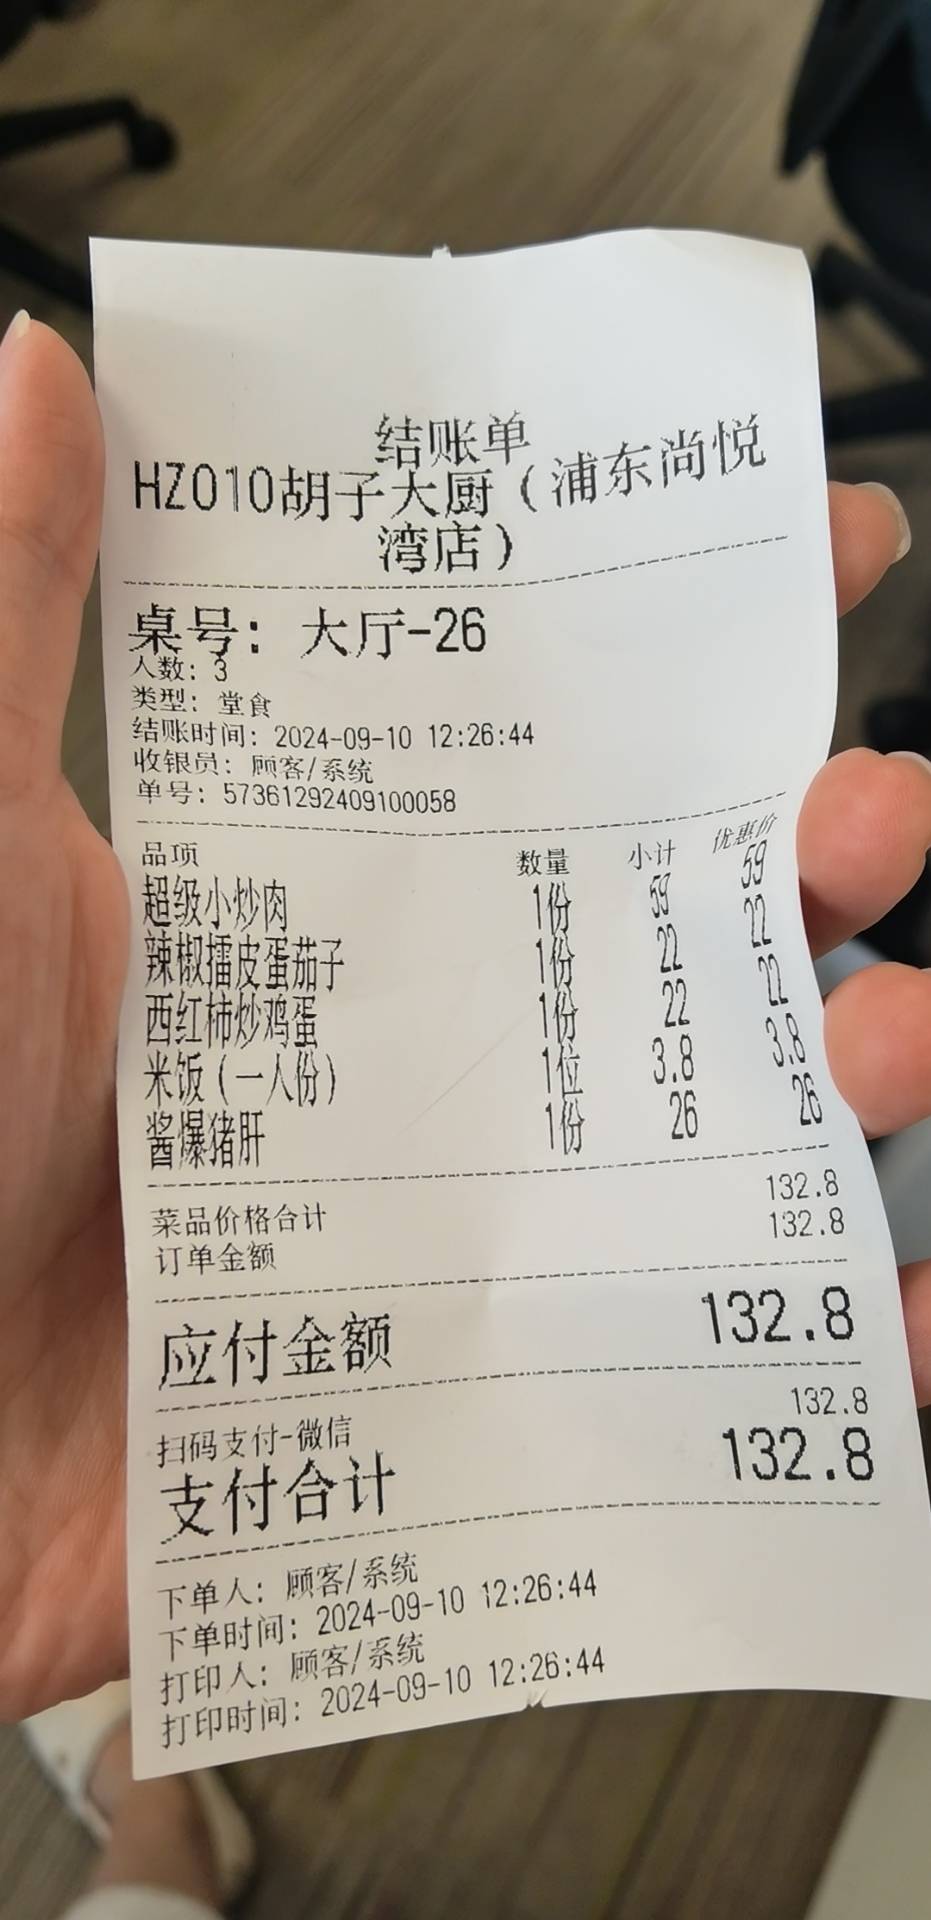 结账单
HZ010胡子大厨（浦东尚悦
湾店）
桌号：大厅-26
人数：3
类型：堂食
结账时间：2024-09-10 12:26:44
收银员：顾客/系统
单号：57361292409100058
品项 数量 小计 优惠价
超级小炒肉 1份 59 59
辣椒擂皮蛋茄子 1份 22 22
西红柿炒鸡蛋 1份 22 22
米饭（一人份） 1位 3.8 3.8
酱爆猪肝 1份 26 26
菜品价格合计 132.8
订单金额 132.8
应付金额 132.8
扫码支付-微信 132.8
支付合计 132.8
下单人：顾客/系统
下单时间：2024-09-10 12:26:44
打印人：顾客/系统
打印时间：2024-09-10 12:26:44